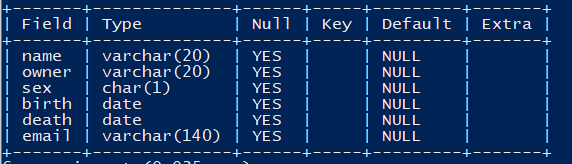 +-------+--------------+------+-----+---------+-------+
| Field | Type         | Null | Key | Default | Extra |
+-------+--------------+------+-----+---------+-------+
| name  | varchar(20)  | YES  |     | NULL    |       |
| owner | varchar(20)  | YES  |     | NULL    |       |
| sex   | char(1)      | YES  |     | NULL    |       |
| birth | date         | YES  |     | NULL    |       |
| death | date         | YES  |     | NULL    |       |
| email | varchar(140) | YES  |     | NULL    |       |
+-------+--------------+------+-----+---------+-------+